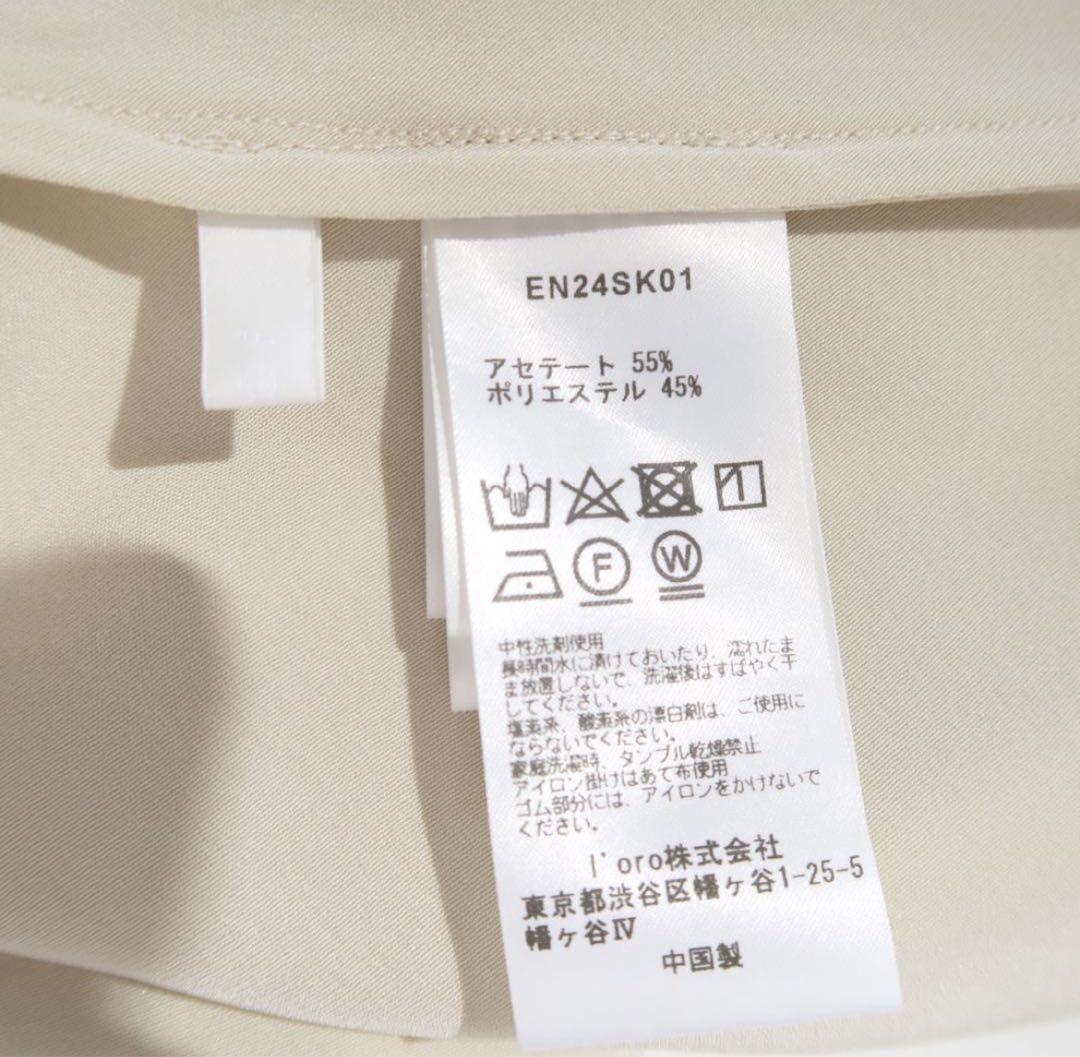 EN24SK01
アセテート 55%
ポリエステル 45%
F
W
中性洗剤使用
長時間水に漬けておいたり、濡れたま
ま放置しないで、洗濯後はすばやく干
してください。
塩素系、酸素系の漂白剤は、ご使用に
ならないでください。
家庭洗濯時、タンブル乾燥禁止
アイロン掛けはあて布使用
ゴム部分には、アイロンをかけないで
ください。
l'oro株式会社
東京都渋谷区幡ヶ谷1-25-5
幡ヶ谷Ⅳ
中国製